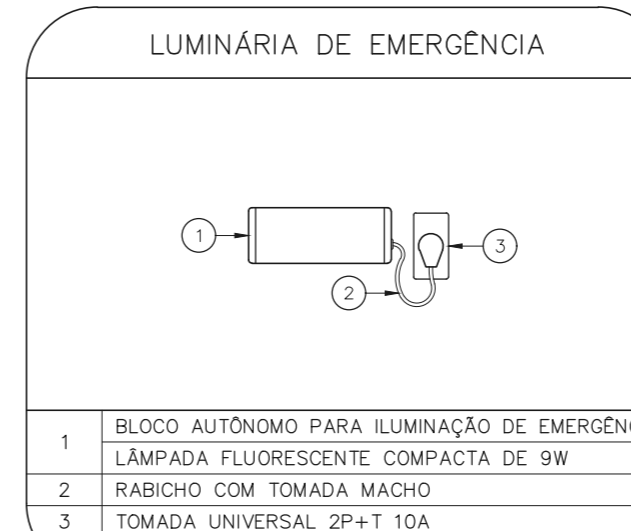 LUMINÁRIA DE EMERGÊNCIA
1
3
2
1 BLOCO AUTÔNOMO PARA ILUMINAÇÃO DE
LÂMPADA FLUORESCENTE COMPACTA DE 9W
2 RABICHO COM TOMADA MACHO
3 TOMADA UNIVERSAL 2P+T 10A